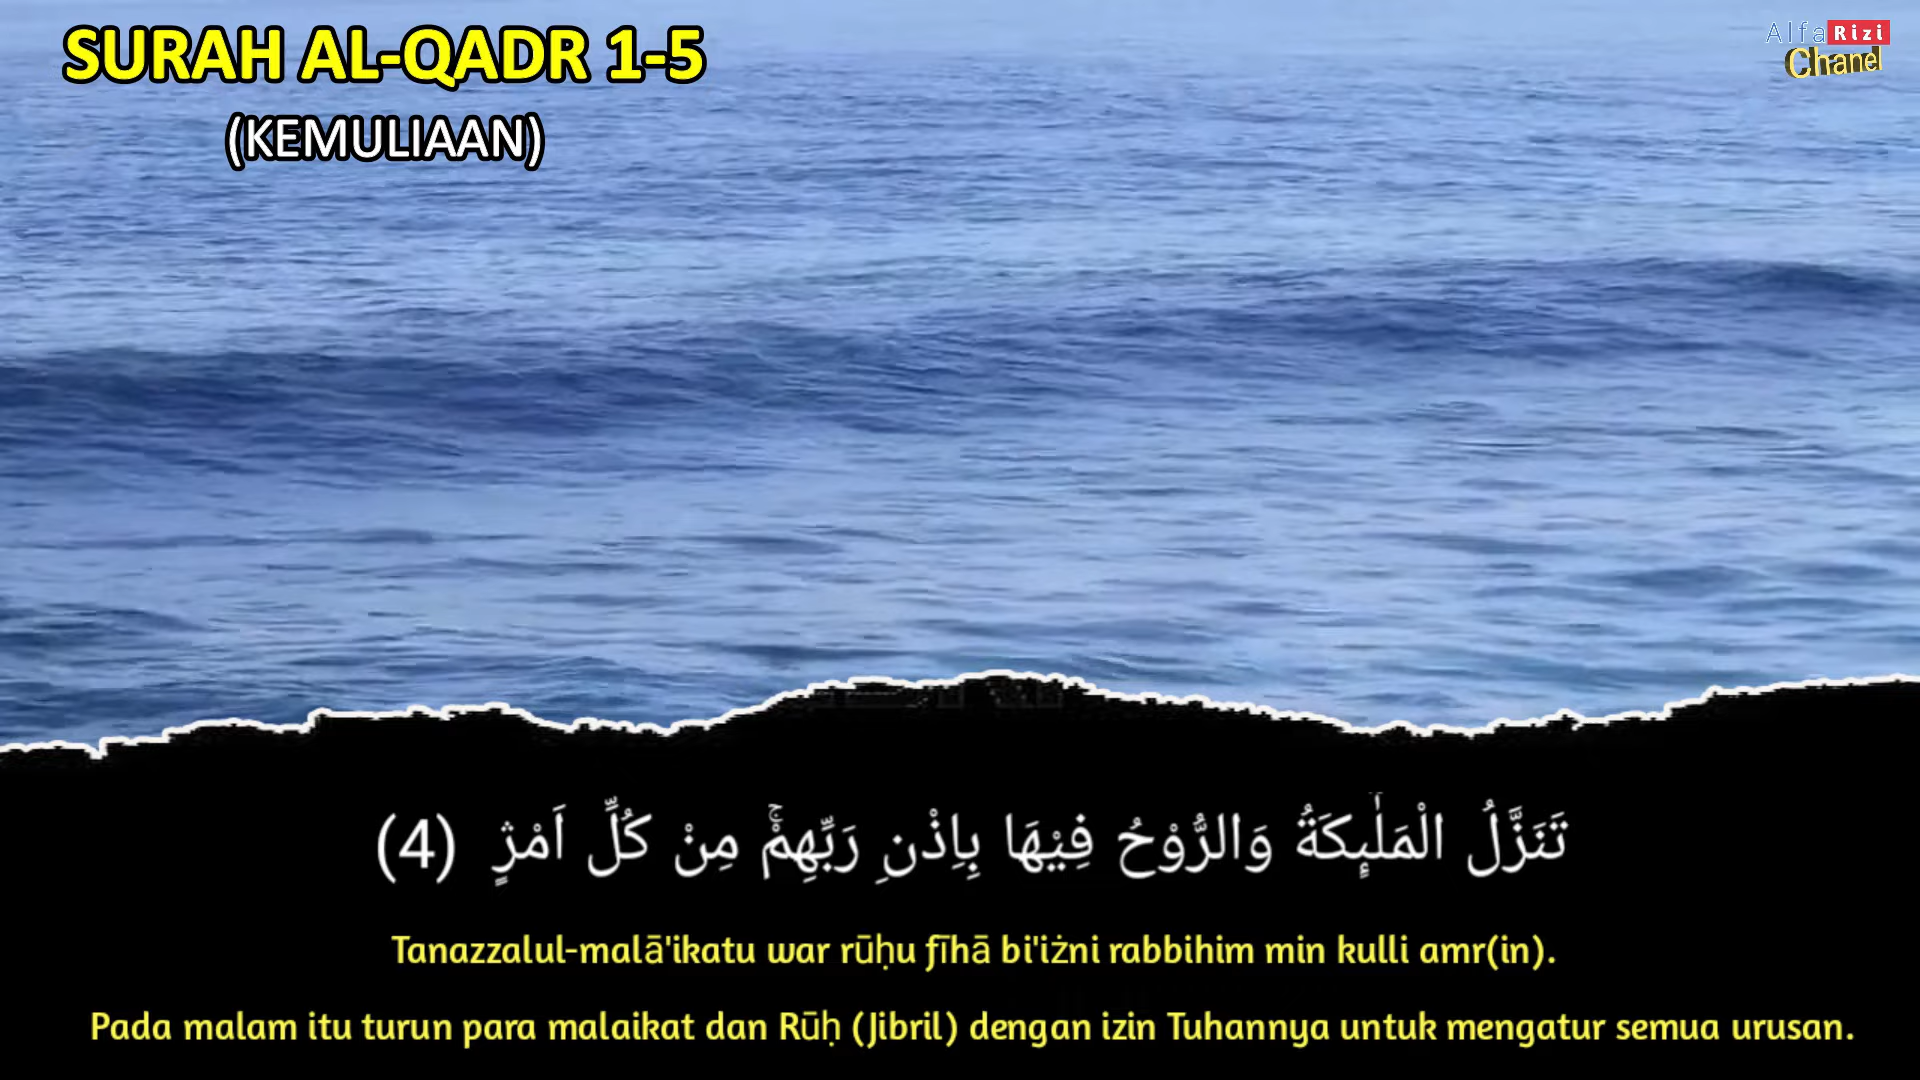 SURAH AL-QADR 1-5
(KEMULIAAN)
Alfa Rizi
Chanel
تَنَزَّلُ الْمَلٰۤىِٕكَةُ وَالرُّوْحُ فِيْهَا بِاِذْنِ رَبِّهِمْۚ مِنْ كُلِّ اَمْرٍۛ (4)
Tanazzalul-malā'ikatu war rūḥu fīhā bi'iżni rabbihim min kulli amr(in).
Pada malam itu turun para malaikat dan Rūḥ (Jibril) dengan izin Tuhannya untuk mengatur semua urusan.